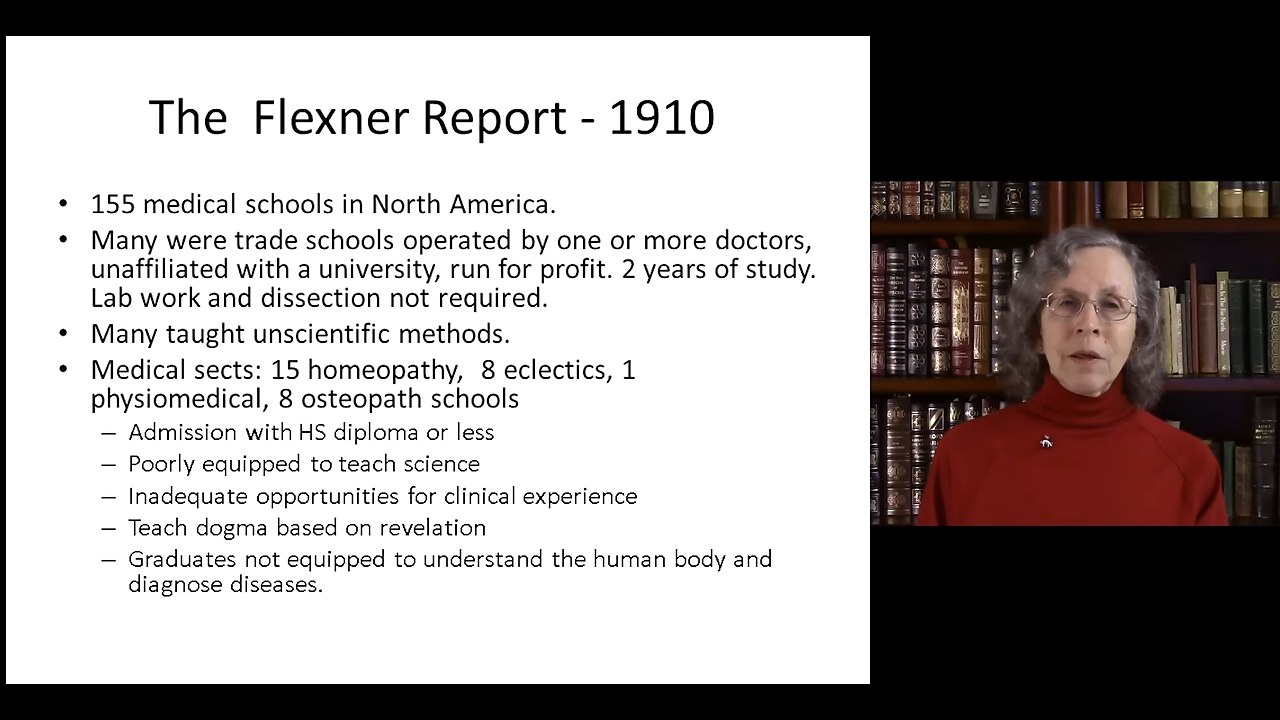 The  Flexner Report - 1910
• 155 medical schools in North America.
• Many were trade schools operated by one or more doctors,
unaffiliated with a university, run for profit. 2 years of study.
Lab work and dissection not required.
• Many taught unscientific methods.
• Medical sects: 15 homeopathy,  8 eclectics, 1
physiomedical, 8 osteopath schools
– Admission with HS diploma or less
– Poorly equipped to teach science
– Inadequate opportunities for clinical experience
– Teach dogma based on revelation
– Graduates not equipped to understand the human body and
diagnose diseases.